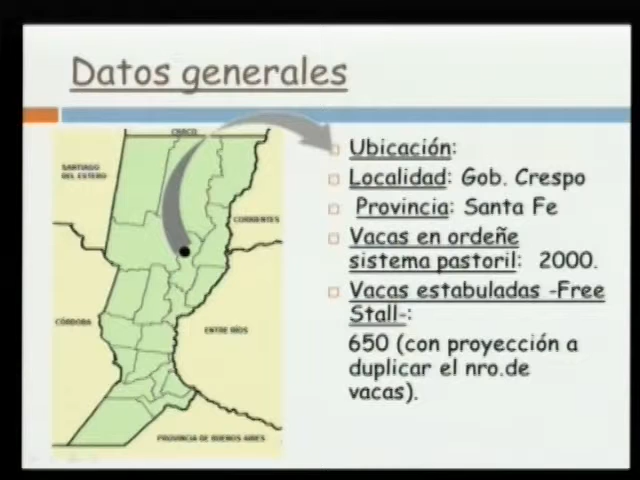 Datos generales
CHACO
SANTIAGO
DEL ESTERO
CORRIENTES
CÓRDOBA
ENTRE RÍOS
PROVINCIA DE BUENOS AIRES
Ubicación:
Localidad: Gob. Crespo
Provincia: Santa Fe
Vacas en ordeñe
sistema pastoril: 2000.
Vacas estabuladas -Free
Stall-:
650 (con proyección a
duplicar el nro.de
vacas).